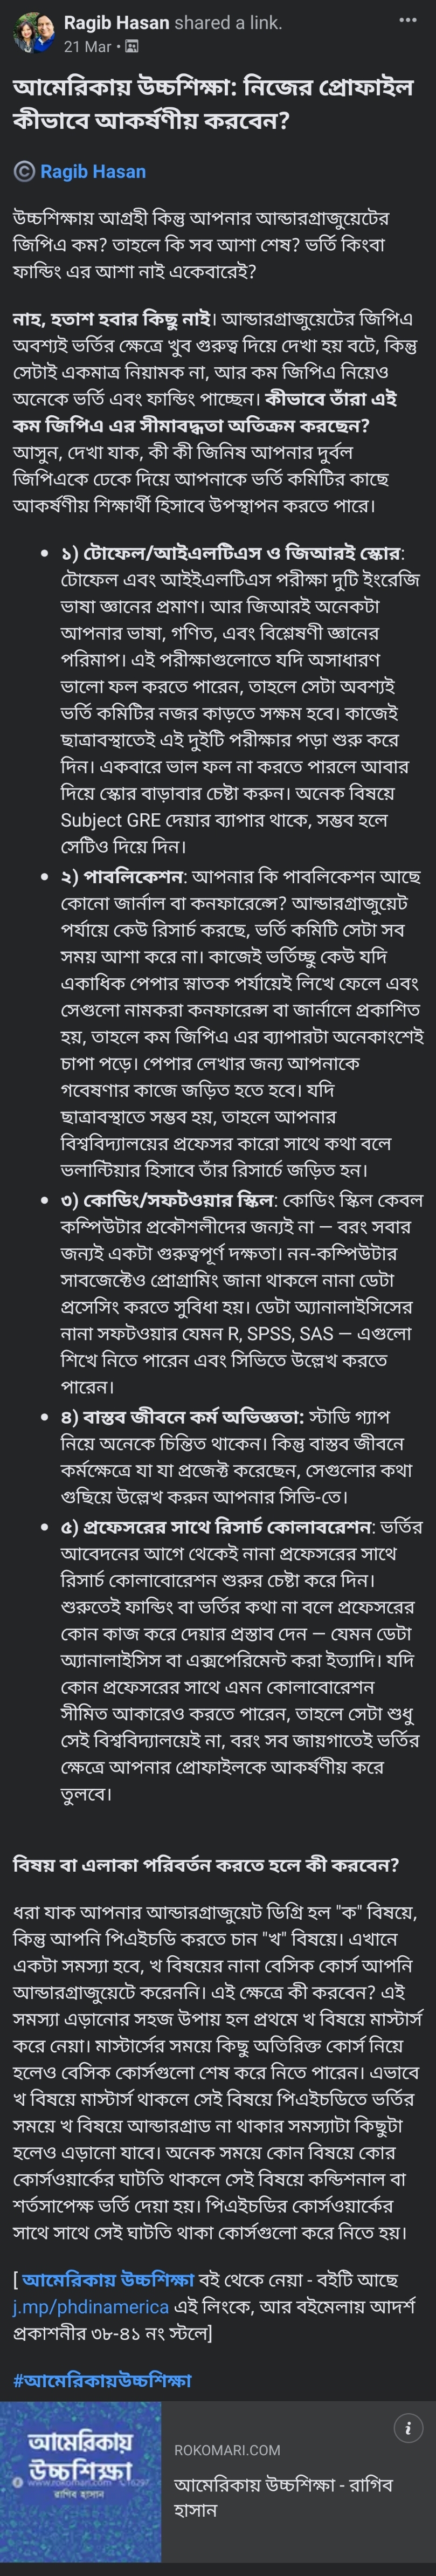 Ragib Hasan shared a link.
21 Mar
আমেরিকায় উচ্চশিক্ষা: নিজের প্রোফাইল
কীভাবে আকর্ষণীয় করবেন?
© Ragib Hasan
উচ্চশিক্ষায় আগ্রহী কিন্তু আপনার আন্ডারগ্রাজুয়েটের
জিপিএ কম? তাহলে কি সব আশা শেষ? ভর্তি কিংবা
ফান্ডিং এর আশা নাই একেবারেই?
নাহ, হতাশ হবার কিছু নাই। আন্ডারগ্রাজুয়েটের জিপিএ
অবশ্যই ভর্তির ক্ষেত্রে খুব গুরুত্ব দিয়ে দেখা হয় বটে, কিন্তু
সেটাই একমাত্র নিয়ামক না, আর কম জিপিএ নিয়েও
অনেকে ভর্তি এবং ফান্ডিং পাচ্ছেন। কীভাবে তাঁরা এই
কম জিপিএ এর সীমাবদ্ধতা অতিক্রম করছেন?
আসুন, দেখা যাক, কী কী জিনিষ আপনার দুর্বল
জিপিএকে ঢেকে দিয়ে আপনাকে ভর্তি কমিটির কাছে
আকর্ষণীয় শিক্ষার্থী হিসাবে উপস্থাপন করতে পারে।
• ১) টোফেল/আইএলটিএস ও জিআরই স্কোর:
টোফেল এবং আইইএলটিএস পরীক্ষা দুটি ইংরেজি
ভাষা জ্ঞানের প্রমাণ। আর জিআরই অনেকটা
আপনার ভাষা, গণিত, এবং বিশ্লেষণী জ্ঞানের
পরিমাপ। এই পরীক্ষাগুলোতে যদি অসাধারণ
ভালো ফল করতে পারেন, তাহলে সেটা অবশ্যই
ভর্তি কমিটির নজর কাড়তে সক্ষম হবে। কাজেই
ছাত্রাবস্থাতেই এই দুইটি পরীক্ষার পড়া শুরু করে
দিন। একবারে ভাল ফল না করতে পারলে আবার
দিয়ে স্কোর বাড়াবার চেষ্টা করুন। অনেক বিষয়ে
Subject GRE দেয়ার ব্যাপার থাকে, সম্ভব হলে
সেটিও দিয়ে দিন।
• ২) পাবলিকেশন: আপনার কি পাবলিকেশন আছে
কোনো জার্নাল বা কনফারেন্সে? আন্ডারগ্রাজুয়েট
পর্যায়ে কেউ রিসার্চ করছে, ভর্তি কমিটি সেটা সব
সময় আশা করে না। কাজেই ভর্তিচ্ছু কেউ যদি
একাধিক পেপার স্নাতক পর্যায়েই লিখে ফেলে এবং
সেগুলো নামকরা কনফারেন্স বা জার্নালে প্রকাশিত
হয়, তাহলে কম জিপিএ এর ব্যাপারটা অনেকাংশেই
চাপা পড়ে। পেপার লেখার জন্য আপনাকে
গবেষণার কাজে জড়িত হতে হবে। যদি
ছাত্রাবস্থাতে সম্ভব হয়, তাহলে আপনার
বিশ্ববিদ্যালয়ের প্রফেসর কারো সাথে কথা বলে
ভলান্টিয়ার হিসাবে তাঁর রিসার্চে জড়িত হন।
• ৩) কোডিং/সফটওয়ার স্কিল: কোডিং স্কিল কেবল
কম্পিউটার প্রকৌশলীদের জন্যই না — বরং সবার
জন্যই একটা গুরুত্বপূর্ণ দক্ষতা। নন-কম্পিউটার
সাবজেক্টেও প্রোগ্রামিং জানা থাকলে নানা ডেটা
প্রসেসিং করতে সুবিধা হয়। ডেটা অ্যানালাইসিসের
নানা সফটওয়ার যেমন R, SPSS, SAS — এগুলো
শিখে নিতে পারেন এবং সিভিতে উল্লেখ করতে
পারেন।
• ৪) বাস্তব জীবনে কর্ম অভিজ্ঞতা: স্টাডি গ্যাপ
নিয়ে অনেকে চিন্তিত থাকেন। কিন্তু বাস্তব জীবনে
কর্মক্ষেত্রে যা যা প্রজেক্ট করেছেন, সেগুলোর কথা
গুছিয়ে উল্লেখ করুন আপনার সিভি-তে।
• ৫) প্রফেসরের সাথে রিসার্চ কোলাবরেশন: ভর্তির
আবেদনের আগে থেকেই নানা প্রফেসরের সাথে
রিসার্চ কোলাবোরেশন শুরুর চেষ্টা করে দিন।
শুরুতেই ফান্ডিং বা ভর্তির কথা না বলে প্রফেসরের
কোন কাজ করে দেয়ার প্রস্তাব দেন — যেমন ডেটা
অ্যানালাইসিস বা এক্সপেরিমেন্ট করা ইত্যাদি। যদি
কোন প্রফেসরের সাথে এমন কোলাবোরেশন
সীমিত আকারেও করতে পারেন, তাহলে সেটা শুধু
সেই বিশ্ববিদ্যালয়েই না, বরং সব জায়গাতেই ভর্তির
ক্ষেত্রে আপনার প্রোফাইলকে আকর্ষণীয় করে
তুলবে।
বিষয় বা এলাকা পরিবর্তন করতে হলে কী করবেন?
ধরা যাক আপনার আন্ডারগ্রাজুয়েট ডিগ্রি হল "ক" বিষয়ে,
কিন্তু আপনি পিএইচডি করতে চান "খ" বিষয়ে। এখানে
একটা সমস্যা হবে, খ বিষয়ের নানা বেসিক কোর্স আপনি
আন্ডারগ্রাজুয়েটে করেননি। এই ক্ষেত্রে কী করবেন? এই
সমস্যা এড়ানোর সহজ উপায় হল প্রথমে খ বিষয়ে মাস্টার্স
করে নেয়া। মাস্টার্সের সময়ে কিছু অতিরিক্ত কোর্স নিয়ে
হলেও বেসিক কোর্সগুলো শেষ করে নিতে পারেন। এভাবে
খ বিষয়ে মাস্টার্স থাকলে সেই বিষয়ে পিএইচডিতে ভর্তির
সময়ে খ বিষয়ে আন্ডারগ্রাড না থাকার সমস্যাটা কিছুটা
হলেও এড়ানো যাবে। অনেক সময়ে কোন বিষয়ে কোর
কোর্সওয়ার্কের ঘাটতি থাকলে সেই বিষয়ে কন্ডিশনাল বা
শর্তসাপেক্ষ ভর্তি দেয়া হয়। পিএইচডির কোর্সওয়ার্কের
সাথে সাথে সেই ঘাটতি থাকা কোর্সগুলো করে নিতে হয়।
[ আমেরিকায় উচ্চশিক্ষা বই থেকে নেয়া - বইটি আছে
j.mp/phdinamerica এই লিংকে, আর বইমেলায় আদর্শ
প্রকাশনীর ৩৮-৪১ নং স্টলে]
#আমেরিকায়উচ্চশিক্ষা
আমেরিকায়
উচ্চশিক্ষা
www.rokomari.com
রাগিব হাসান
ROKOMARI.COM
আমেরিকায় উচ্চশিক্ষা - রাগিব
হাসান